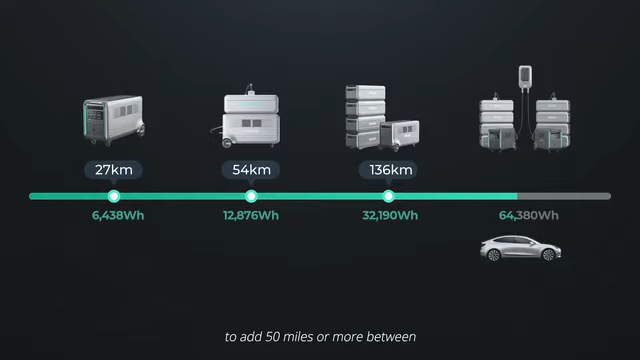 27km
54km
136km
6,438Wh
12,876Wh
32,190Wh
64,380Wh
to add 50 miles or more between